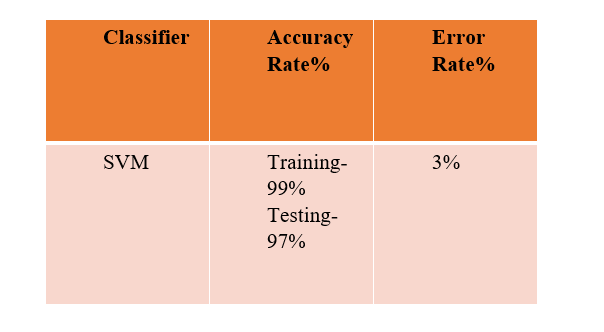 Classifier
Accuracy
Rate%
Error
Rate%
SVM
Training-
99%
Testing-
97%
3%